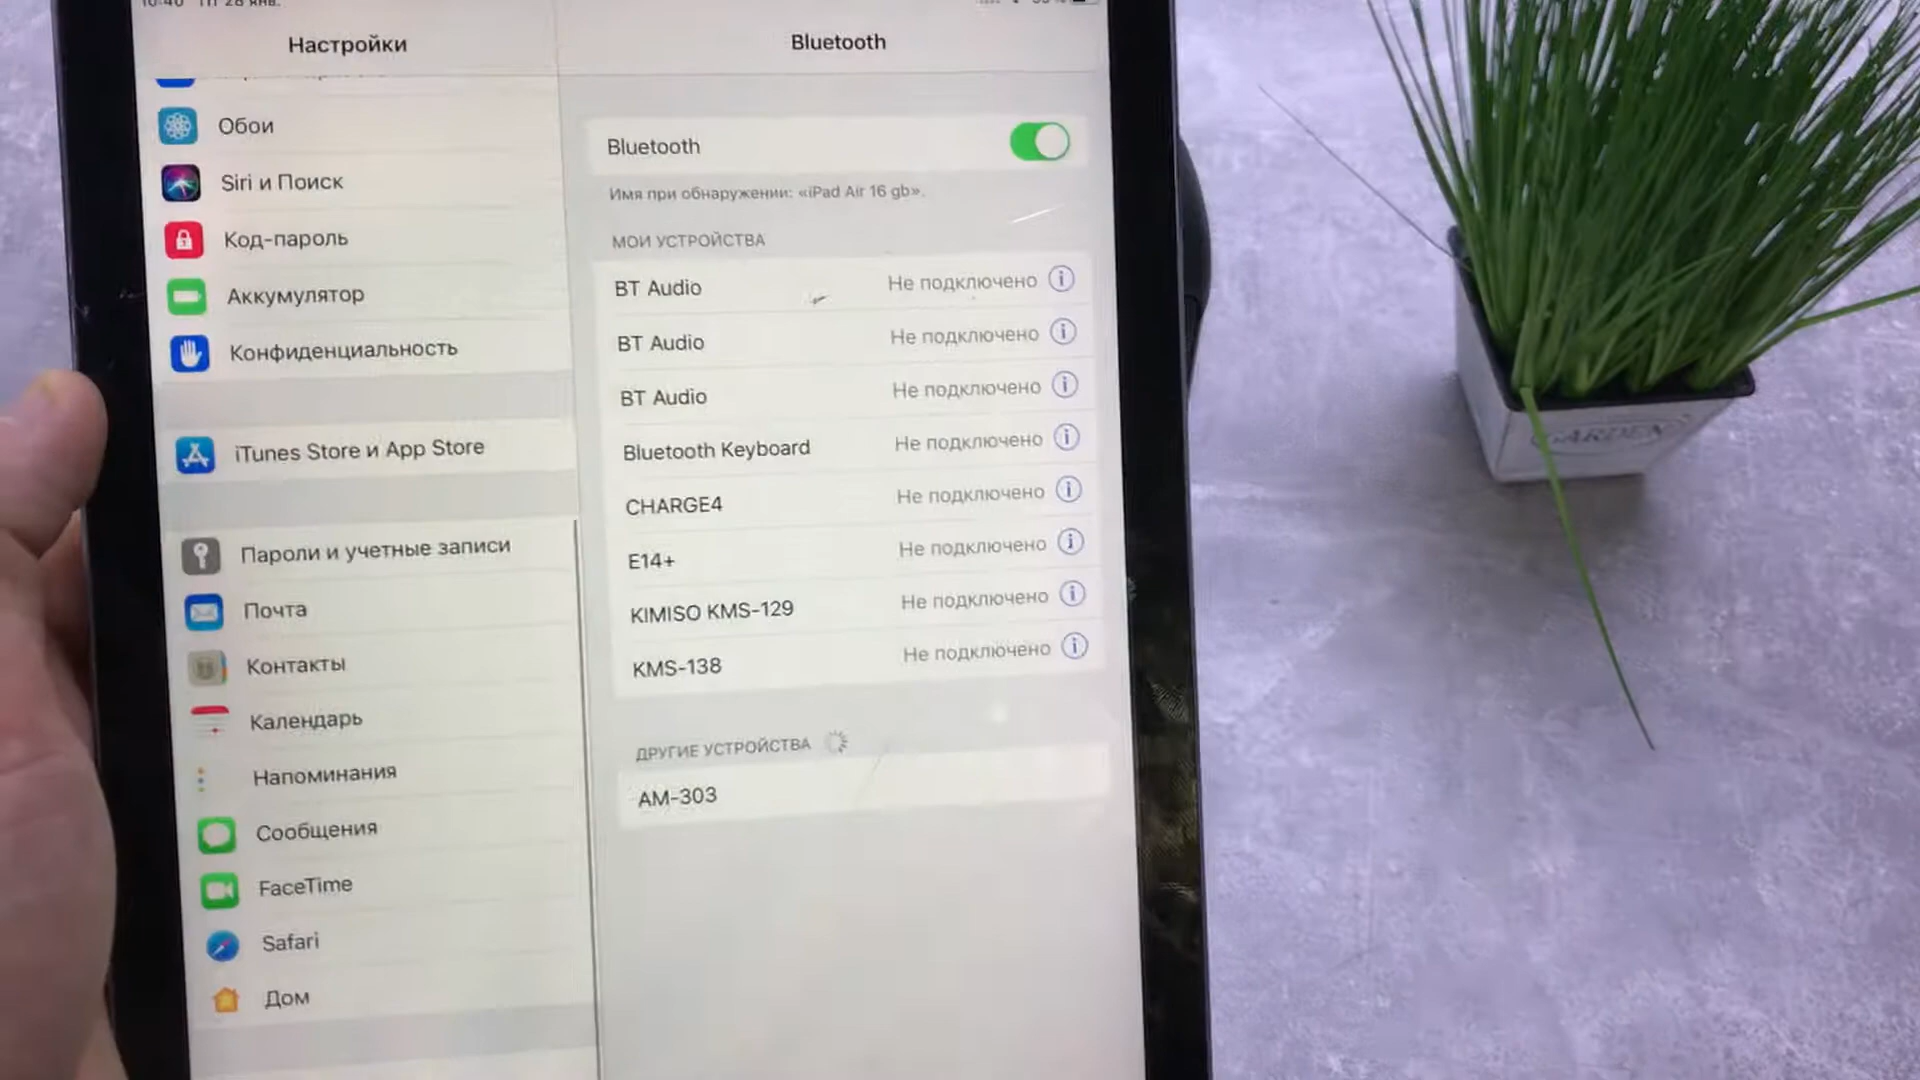 Настройки
Обои
Siri и Поиск
Код-пароль
Аккумулятор
Конфиденциальность
iTunes Store и App Store
Пароли и учетные записи
Почта
Контакты
Календарь
Напоминания
Сообщения
FaceTime
Safari
Дом
Bluetooth
Bluetooth
Имя при обнаружении: «iPad Air 16 gb».
МОИ УСТРОЙСТВА
BT Audio Не подключено
BT Audio Не подключено
BT Audio Не подключено
Bluetooth Keyboard Не подключено
CHARGE4 Не подключено
E14+ Не подключено
KIMISO KMS-129 Не подключено
KMS-138 Не подключено
ДРУГИЕ УСТРОЙСТВА
AM-303
GARDEN